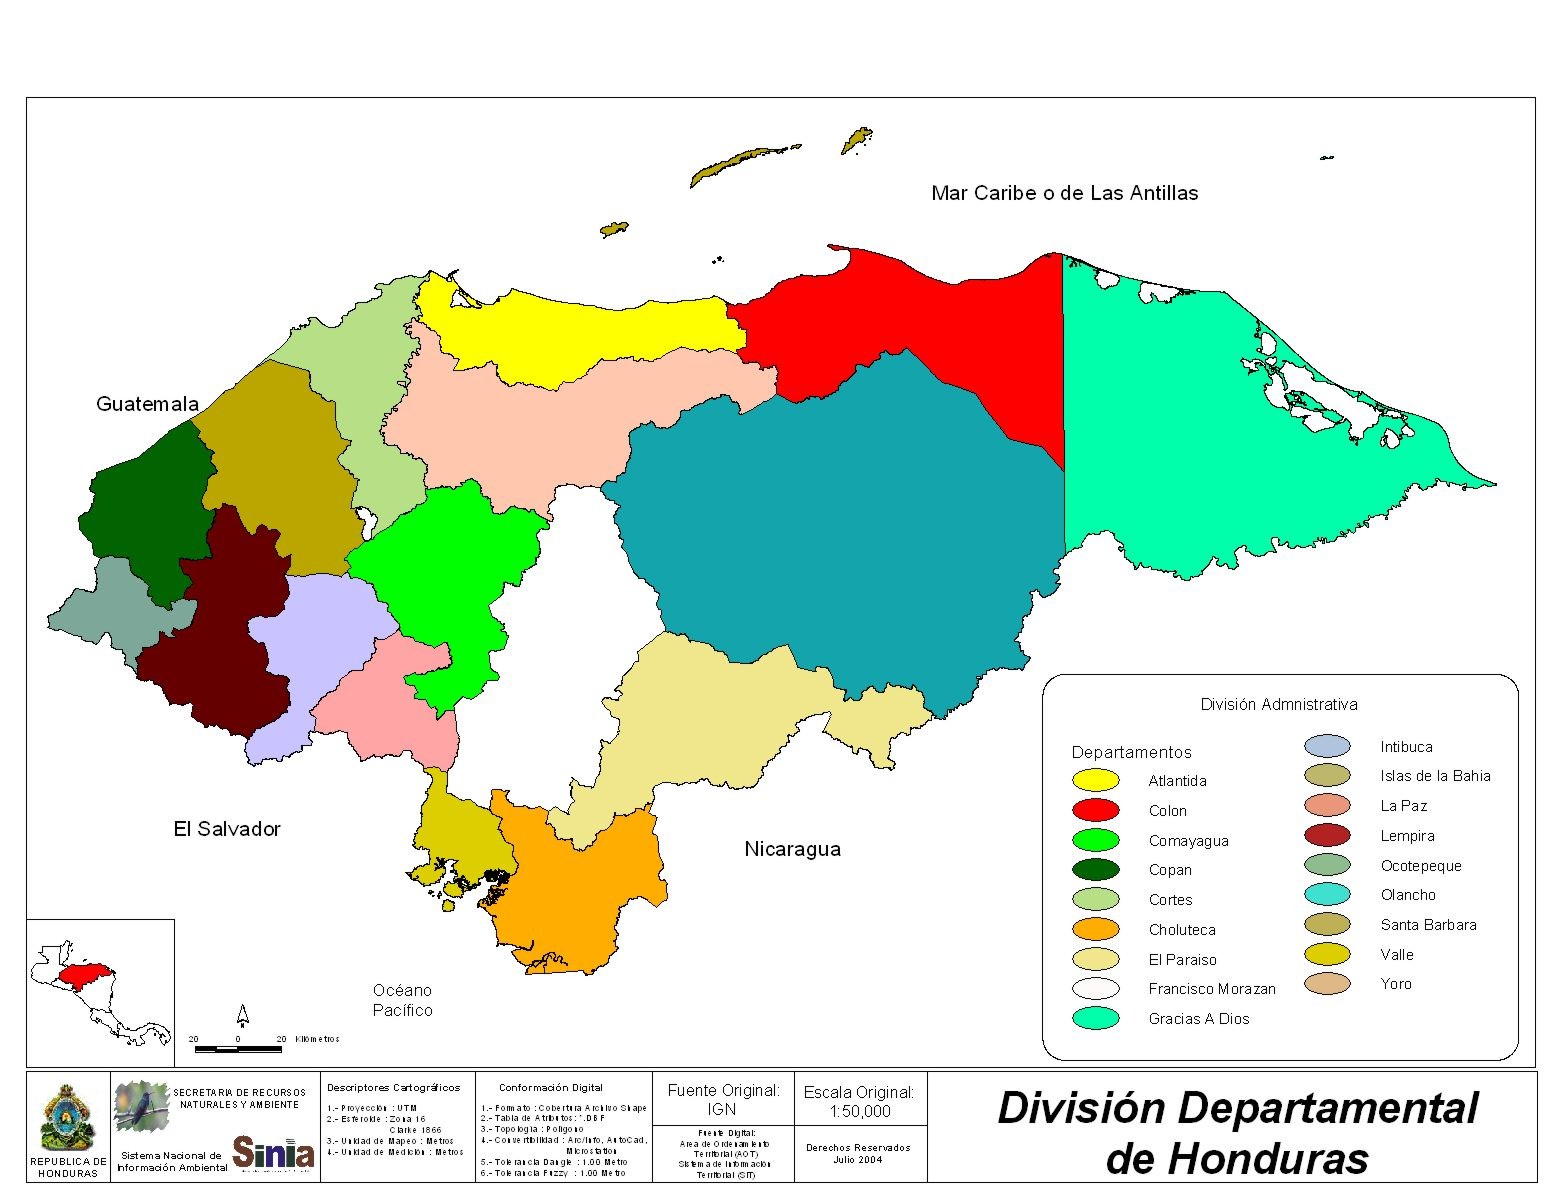 Mar Caribe o de Las Antillas
Guatemala
El Salvador
Nicaragua
Océano
Pacífico
20 0 20 Kilómetros
División Admnistrativa
Departamentos
Atlantida
Colon
Comayagua
Copan
Cortes
Choluteca
El Paraiso
Francisco Morazan
Gracias A Dios
Intibuca
Islas de la Bahia
La Paz
Lempira
Ocotepeque
Olancho
Santa Barbara
Valle
Yoro
REPUBLICA DE
HONDURAS
SECRETARIA DE RECURSOS
NATURALES Y AMBIENTE
Sistema Nacional de
Información Ambiental
Sinia
Descriptores Cartográficos
1.- Proyección : UTM
2.- Esferoide : Zona 16
Clarke 1866
3.- Unidad de Mapeo : Metros
4.- Unidad de Medición : Metros
Conformación Digital
1.- Formato : Cobertura Archivo Shape
2.- Tabla de Atributos : *.DBF
3.- Topología : Polígono
4.- Convertibilidad : Arc/Info, AutoCad,
Microstation
5.- Tolerancia Dangle : 1.00 Metro
6.- Tolerancia Fuzzy : 1.00 Metro
Fuente Original:
IGN
Fuente Digital:
Area de Ordenamiento
Territorial (AOT)
Sistema de Información
Territorial (SIT)
Escala Original:
1:50,000
Derechos Reservados
Julio 2004
División Departamental
de Honduras